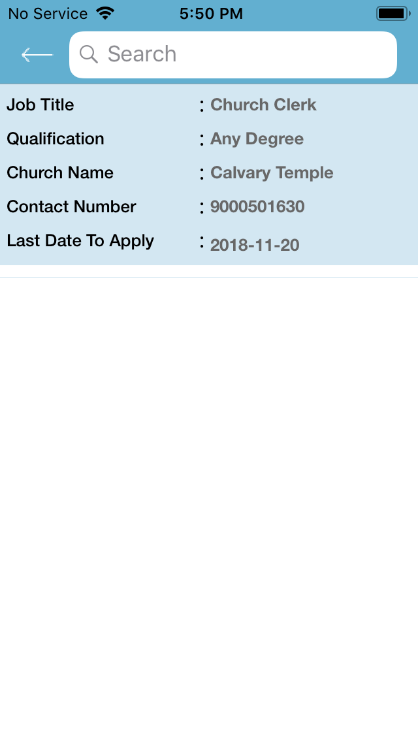 No Service 5:50 PM
Search
Job Title : Church Clerk
Qualification : Any Degree
Church Name : Calvary Temple
Contact Number : 9000501630
Last Date To Apply : 2018-11-20